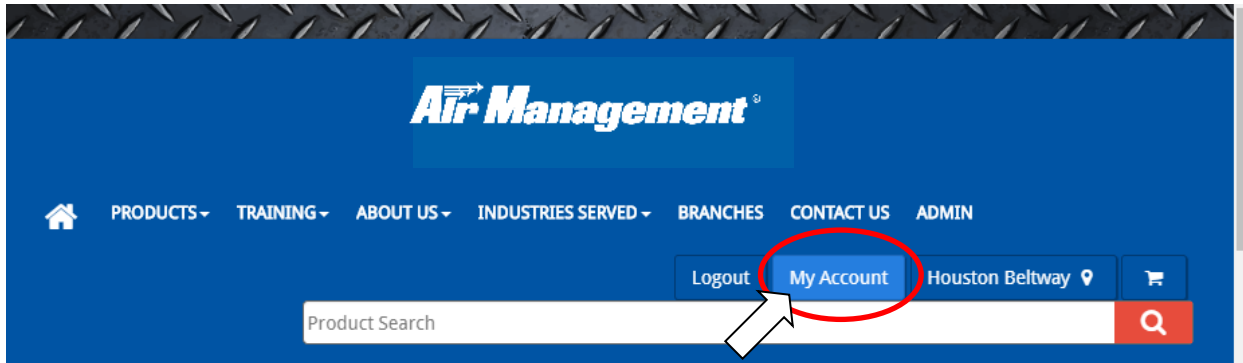 Air Management®
PRODUCTS TRAINING ABOUT US INDUSTRIES SERVED BRANCHES CONTACT US ADMIN
Logout My Account Houston Beltway
Product Search